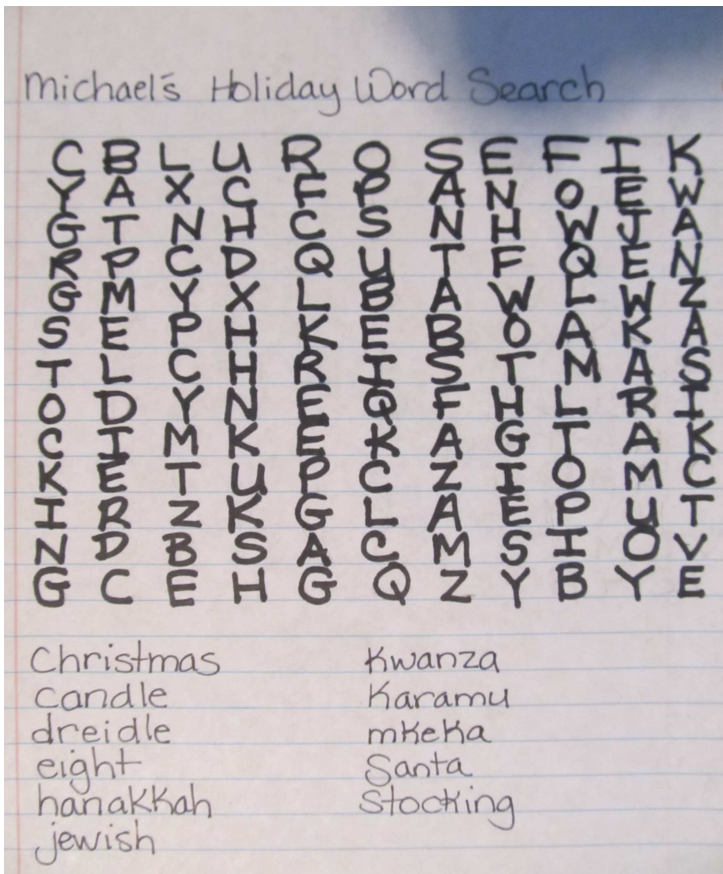 Michael's Holiday Word Search
C B L U R O S E F I K
Y A X C F P A N O E W
G T N H C S N H W J A
R P C D Q U T F Q E N
G M Y X L B A W L W Z
S E P H K E B O A K A
T L C H R I S T M A S
O D Y N E Q F H L R I
C I M K E K A G T A K
K E T U P C Z I O M C
I R Z K G L A E P U T
N D B S A C M S I O V
G C E H G Q Z Y B Y E
Christmas Kwanza
candle Karamu
dreidle mkeka
eight Santa
hanakkah Stocking
jewish